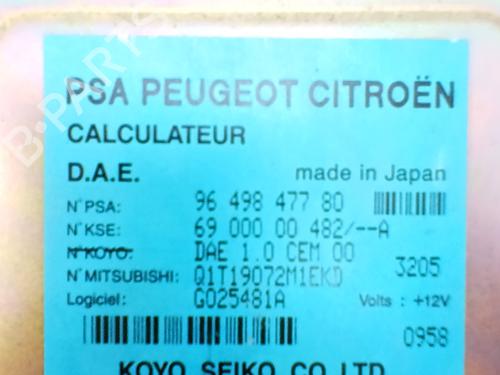 PSA PEUGEOT CITROËN
CALCULATEUR
D.A.E. made in Japan
N° PSA: 96 498 477 80
N° KSE: 69 000 00 482/--A
N° KOYO: DAE 1.0 CEM 00
N° MITSUBISHI: Q1T19072M1EKD 3205
Logiciel: G025481A Volts : +12V
0958
KOYO SEIKO CO LTD
B-PARTS